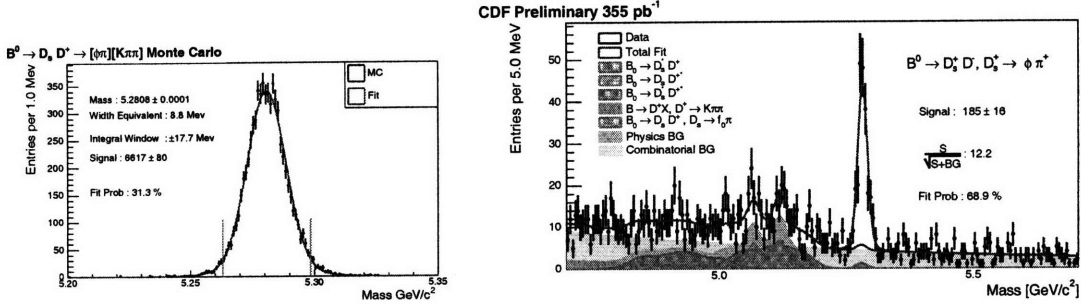 B⁰ → Dₛ D⁺ → [φπ][Kππ] Monte Carlo
Entries per 1.0 Mev
350
300
250
200
150
100
50
0
Mass : 5.2808 ± 0.0001
Width Equivalent : 8.8 Mev
Integral Window : ±17.7 Mev
Signal : 6617 ± 80
Fit Prob : 31.3 %
MC
Fit
5.20 5.25 5.30 5.35
Mass GeV/c²
CDF Preliminary 355 pb⁻¹
Entries per 5.0 MeV
50
40
30
20
10
0
Data
Total Fit
B₀ → Dₛ* D⁺
B₀ → Dₛ D⁺*
B₀ → Dₛ* D⁺*
B → D⁺X, D⁺ → Kππ
B₀ → Dₛ D⁺, Dₛ → f₀π
Physics BG
Combinatorial BG
B⁰ → Dₛ⁺ D⁻, Dₛ⁺ → φ π⁺
Signal : 185 ± 16
S/√S+BG : 12.2
Fit Prob : 68.9 %
5.0 5.5
Mass [GeV/c²]